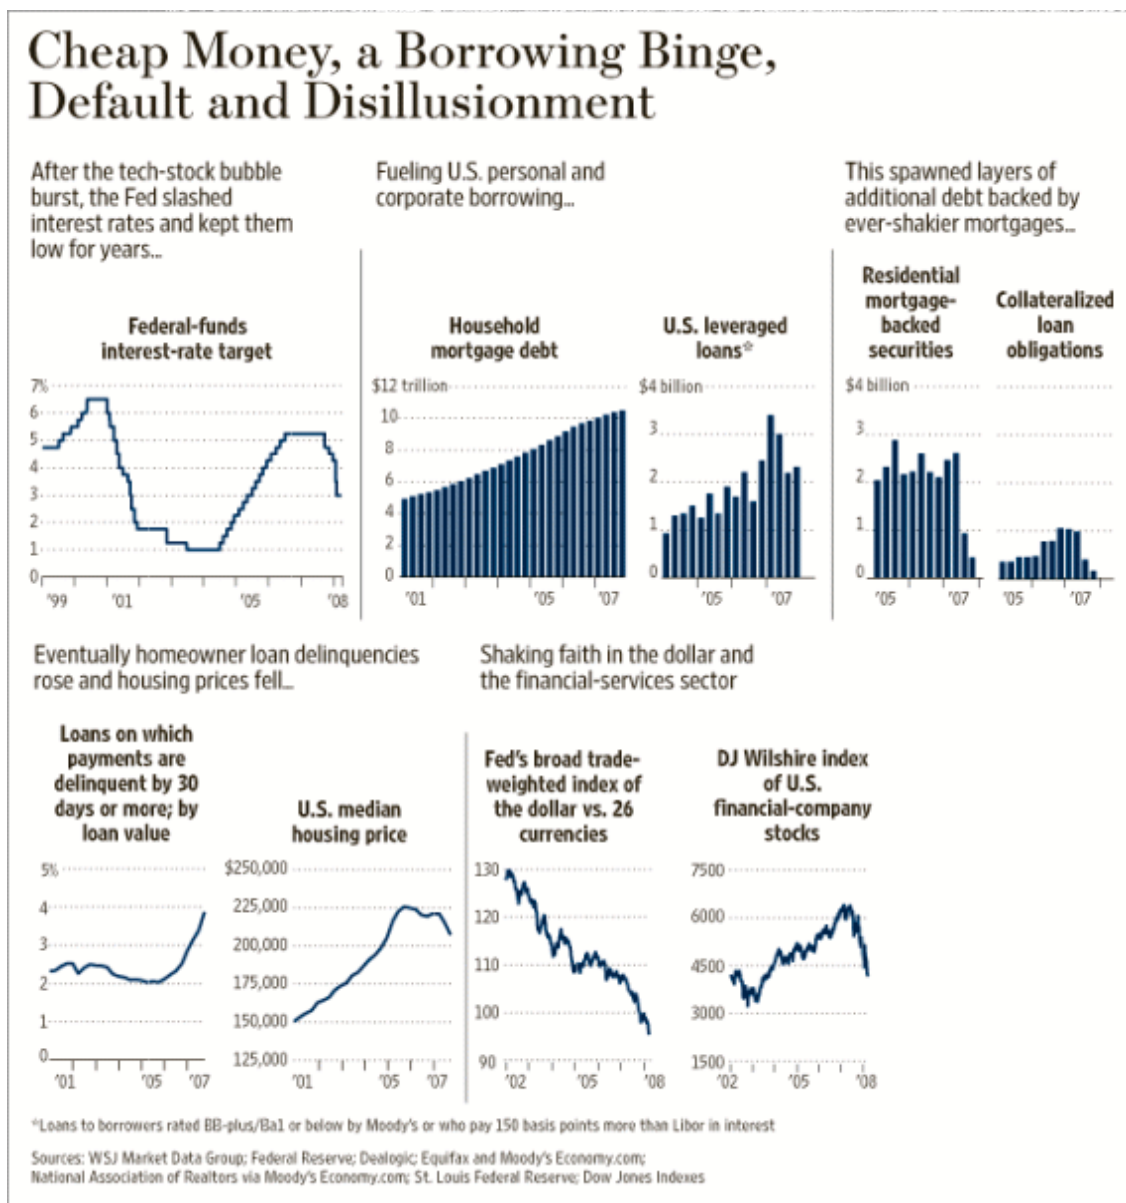 Cheap Money, a Borrowing Binge,
Default and Disillusionment
After the tech-stock bubble
burst, the Fed slashed
interest rates and kept them
low for years...
Federal-funds
interest-rate target
7%
6
5
4
3
2
1
0
'99 '01 '05 '08
Fueling U.S. personal and
corporate borrowing...
Household
mortgage debt
$12 trillion
10
8
6
4
2
0
'01 '05 '07
U.S. leveraged
loans*
$4 billion
3
2
1
0
'05 '07
This spawned layers of
additional debt backed by
ever-shakier mortgages...
Residential
mortgage-
backed
securities
$4 billion
3
2
1
0
'05 '07
Collateralized
loan
obligations
'05 '07
Eventually homeowner loan delinquencies
rose and housing prices fell...
Loans on which
payments are
delinquent by 30
days or more; by
loan value
5%
4
3
2
1
0
'01 '05 '07
U.S. median
housing price
$250,000
225,000
200,000
175,000
150,000
125,000
'01 '05 '07
Shaking faith in the dollar and
the financial-services sector
Fed's broad trade-
weighted index of
the dollar vs. 26
currencies
130
120
110
100
90
'02 '05 '08
DJ Wilshire index
of U.S.
financial-company
stocks
7500
6000
4500
3000
1500
'02 '05 '08
*Loans to borrowers rated BB-plus/Ba1 or below by Moody's or who pay 150 basis points more than Libor in interest
Sources: WSJ Market Data Group; Federal Reserve; Dealogic; Equifax and Moody's Economy.com;
National Association of Realtors via Moody's Economy.com; St. Louis Federal Reserve; Dow Jones Indexes